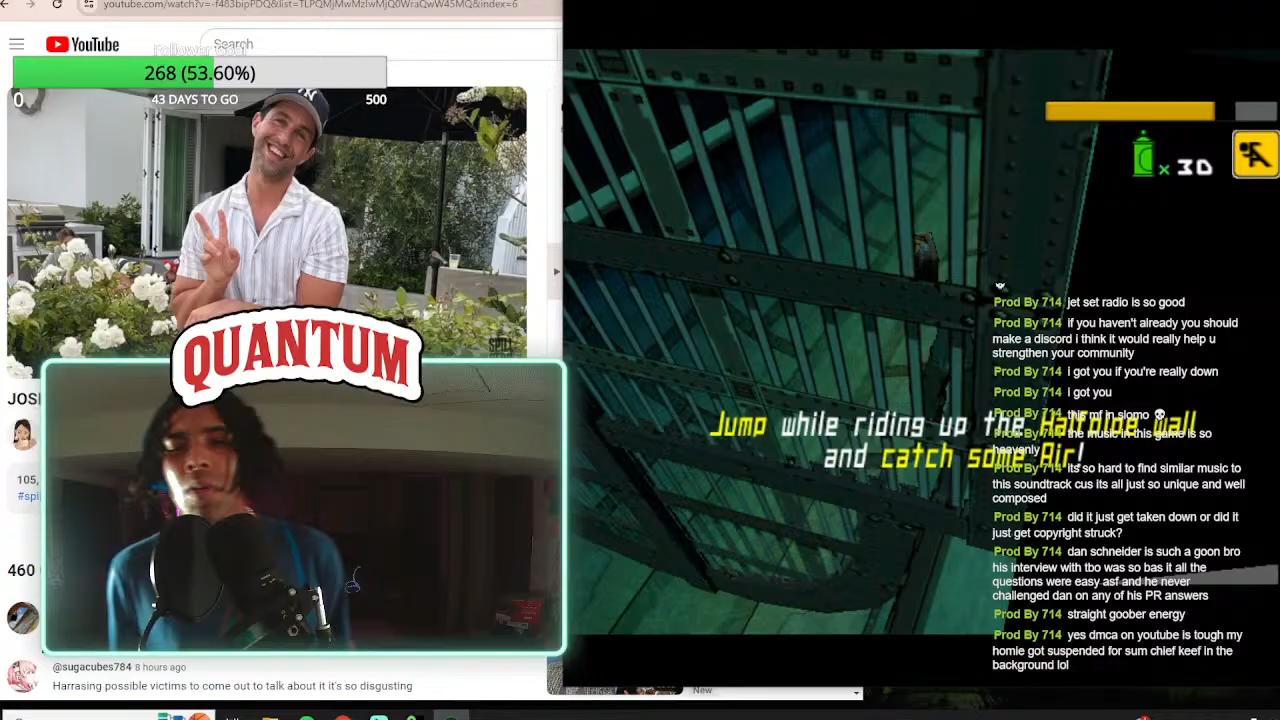 youtube.com/watch?v=-f483bipPDQ&list=TLPQMjMwMzIwMjQ0WraQwW45MQ&index=6
YouTube
Search
Follower Goal
268 (53.60%)
0
43 DAYS TO GO
500
QUANTUM
JOS
105,
#spi
460
@sugacubes784 8 hours ago
Harrasing possible victims to come out to talk about it it's so disgusting
New
× 30
Jump while riding up the Halfpipe wall
and catch some Air!
Prod By 714 jet set radio is so good
Prod By 714 if you haven't already you should
make a discord i think it would really help u
strengthen your community
Prod By 714 i got you if you're really down
Prod By 714 I got you
Prod By 714 this mf in slomo 💀
Prod By 714 the music in this game is so
heavenly
Prod By 714 its so hard to find similar music to
this soundtrack cus its all just so unique and well
composed
Prod By 714 did it just get taken down or did it
just get copyright struck?
Prod By 714 dan schneider is such a goon bro
his interview with tbo was so bas it all the
questions were easy asf and he never
challenged dan on any of his PR answers
Prod By 714 straight goober energy
Prod By 714 yes dmca on youtube is tough my
homie got suspended for sum chief keef in the
background lol